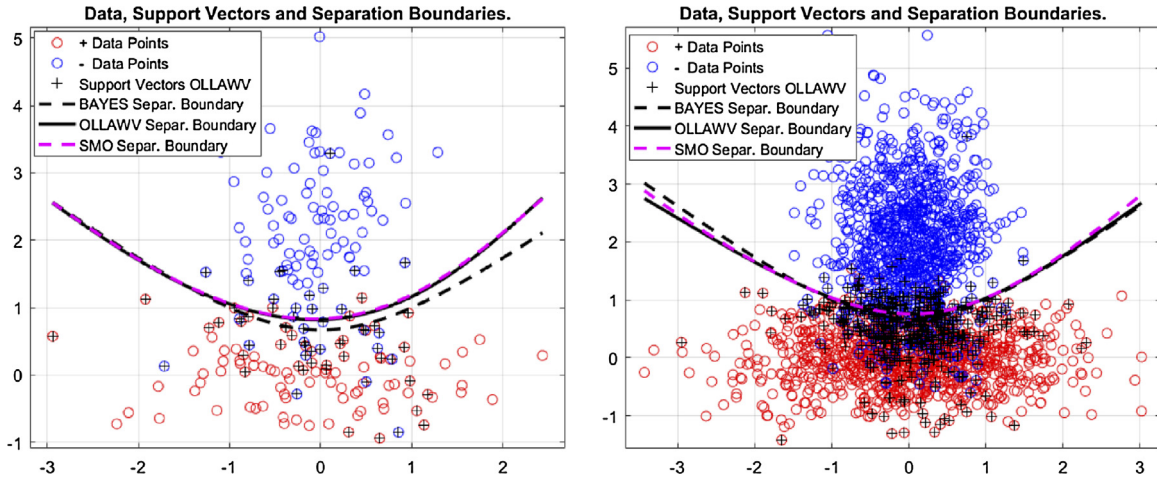 Data, Support Vectors and Separation Boundaries.
5
4
3
2
1
0
-1
-3
-2
-1
0
1
2
+ Data Points
- Data Points
Support Vectors OLLAWV
BAYES Separ. Boundary
OLLAWV Separ. Boundary
SMO Separ. Boundary
Data, Support Vectors and Separation Boundaries.
5
4
3
2
1
0
-1
-3
-2
-1
0
1
2
3
+ Data Points
- Data Points
Support Vectors OLLAWV
BAYES Separ. Boundary
OLLAWV Separ. Boundary
SMO Separ. Boundary